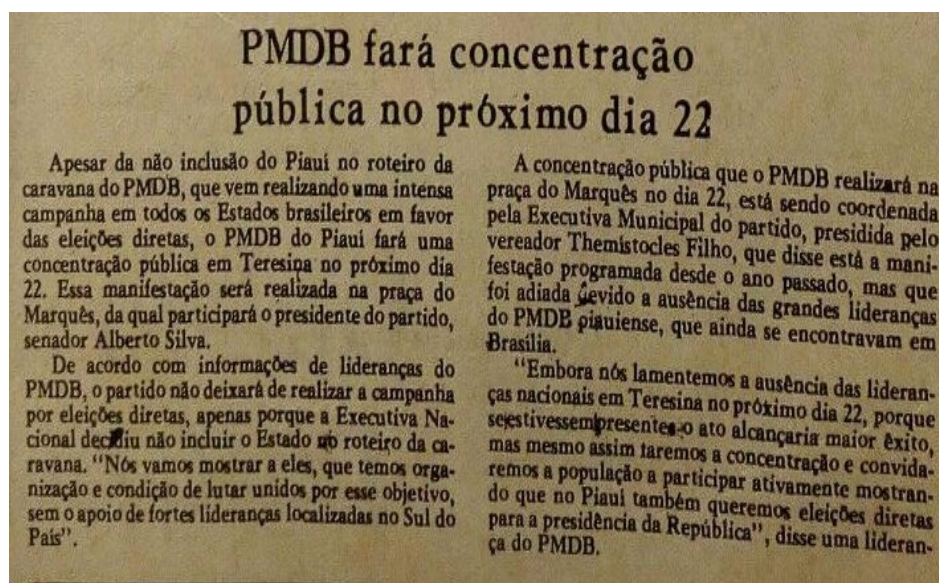 PMDB fará concentração
pública no próximo dia 22
Apesar da não inclusão do Piauí no roteiro da
caravana do PMDB, que vem realizando uma intensa
campanha em todos os Estados brasileiros em favor
das eleições diretas, o PMDB do Piauí fará uma
concentração pública em Teresina no próximo dia
22. Essa manifestação será realizada na praça do
Marquês, da qual participará o presidente do partido,
senador Alberto Silva.
De acordo com informações de lideranças do
PMDB, o partido não deixará de realizar a campanha
por eleições diretas, apenas porque a Executiva Na-
cional decidiu não incluir o Estado no roteiro da ca-
ravana. "Nós vamos mostrar a eles, que temos orga-
nização e condição de lutar unidos por esse objetivo,
sem o apoio de fortes lideranças localizadas no Sul do
País".
A concentração pública que o PMDB realizará na
praça do Marquês no dia 22, está sendo coordenada
pela Executiva Municipal do partido, presidida pelo
vereador Themístocles Filho, que disse está a mani-
festação programada desde o ano passado, mas que
foi adiada devido a ausência das grandes lideranças
do PMDB piauiense, que ainda se encontravam em
Brasília.
"Embora nós lamentemos a ausência das lideran-
ças nacionais em Teresina no próximo dia 22, porque
se estivessem presentes o ato alcançaria maior êxito,
mas mesmo assim faremos a concentração e convida-
remos a população a participar ativamente mostran-
do que no Piauí também queremos eleições diretas
para a presidência da República", disse uma lideran-
ça do PMDB.